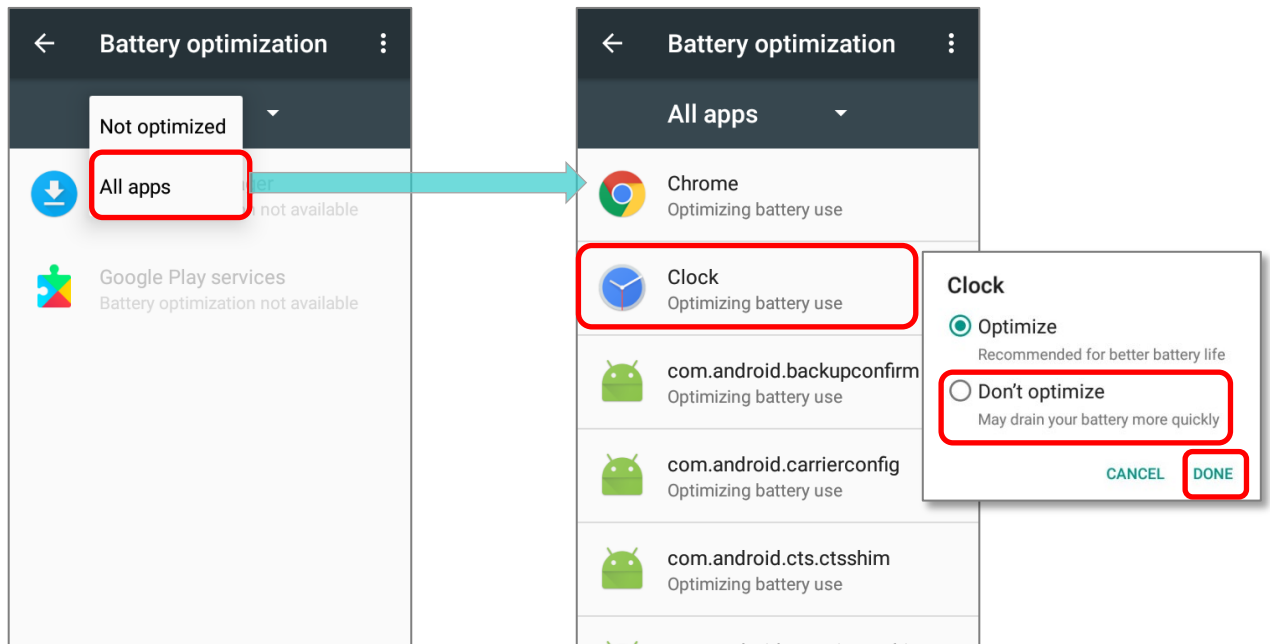 Battery optimization
Not optimized
All apps
ger
n not available
Google Play services
Battery optimization not available
Battery optimization
All apps
Chrome
Optimizing battery use
Clock
Optimizing battery use
com.android.backupconfirm
Optimizing battery use
com.android.carrierconfig
Optimizing battery use
com.android.cts.ctsshim
Optimizing battery use
Clock
Optimize
Recommended for better battery life
Don’t optimize
May drain your battery more quickly
CANCEL DONE